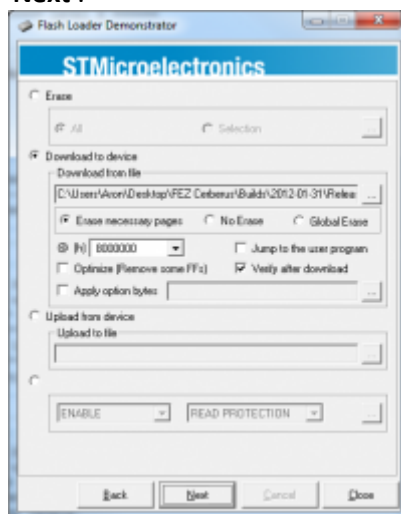 Next .
Flash Loader Demonstrator
STMicroelectronics
Erase
All Selection ...
Download to device
Download from file
C:\Users\Aron\Desktop\FEZ Cerberus\Builds\2012-01-31\Relea ...
Erase necessary pages No Erase Global Erase
@ (h) 8000000 Jump to the user program
Optimize (Remove some FFs) Verify after download
Apply option bytes ...
Upload from device
Upload to file
...
ENABLE READ PROTECTION ...
Back Next Cancel Close